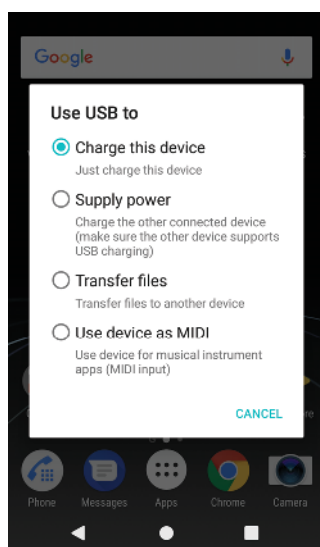 Google
Use USB to
Charge this device
Just charge this device
Supply power
Charge the other connected device
(make sure the other device supports
USB charging)
Transfer files
Transfer files to another device
Use device as MIDI
Use device for musical instrument
apps (MIDI input)
CANCEL
Phone Messages Apps Chrome Camera